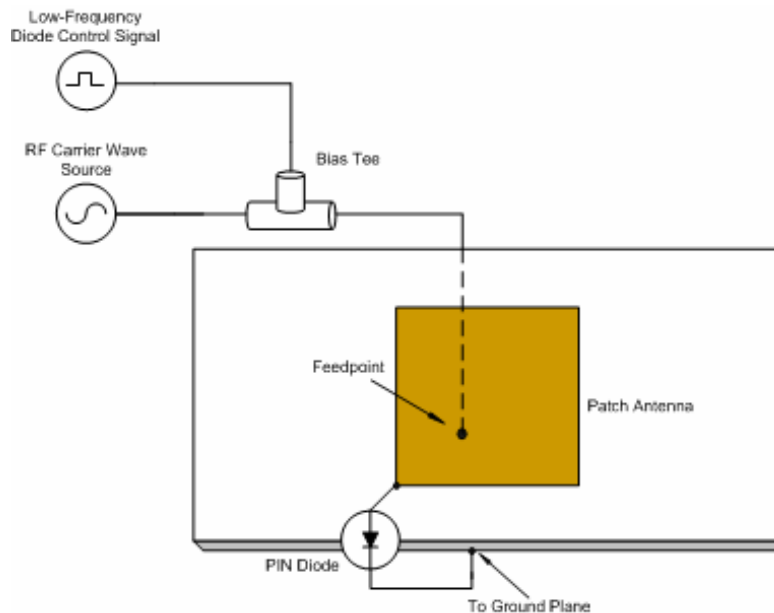 Low-Frequency
Diode Control Signal
RF Carrier Wave
Source
Bias Tee
Feedpoint
Patch Antenna
PIN Diode
To Ground Plane